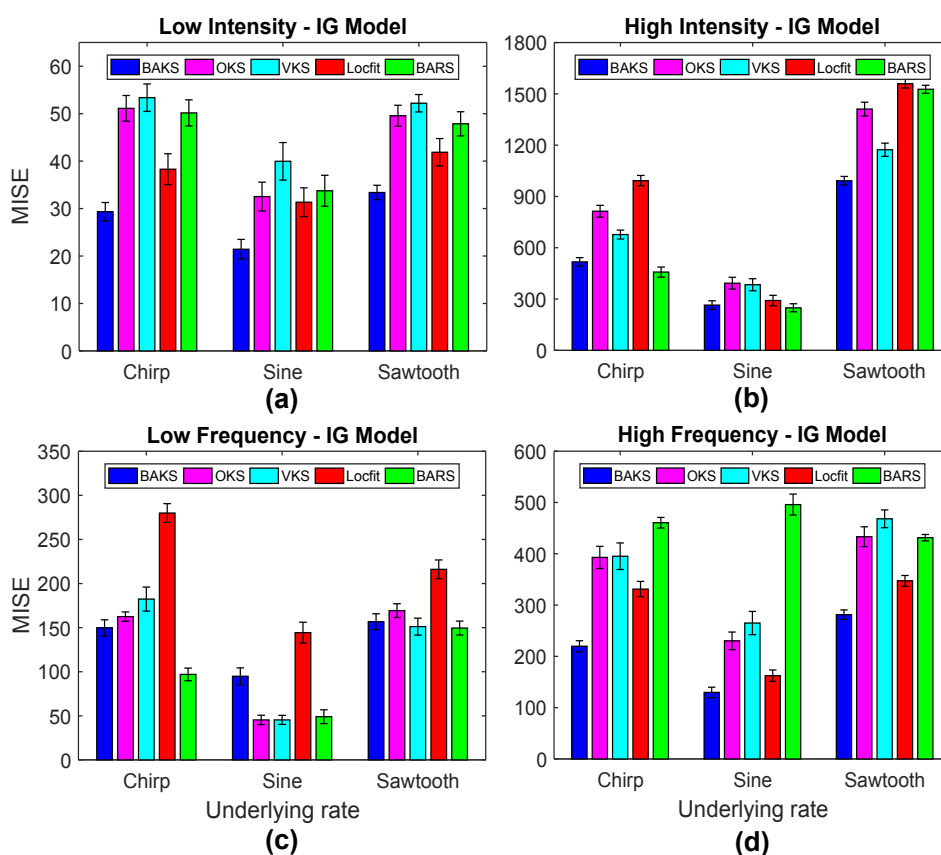 Low Intensity - IG Model
BAKS OKS VKS Locfit BARS
MISE
60
50
40
30
20
10
0
Chirp Sine Sawtooth
(a)
High Intensity - IG Model
BAKS OKS VKS Locfit BARS
1800
1500
1200
900
600
300
0
Chirp Sine Sawtooth
(b)
Low Frequency - IG Model
BAKS OKS VKS Locfit BARS
MISE
350
300
250
200
150
100
50
0
Chirp Sine Sawtooth
Underlying rate
(c)
High Frequency - IG Model
BAKS OKS VKS Locfit BARS
600
500
400
300
200
100
0
Chirp Sine Sawtooth
Underlying rate
(d)